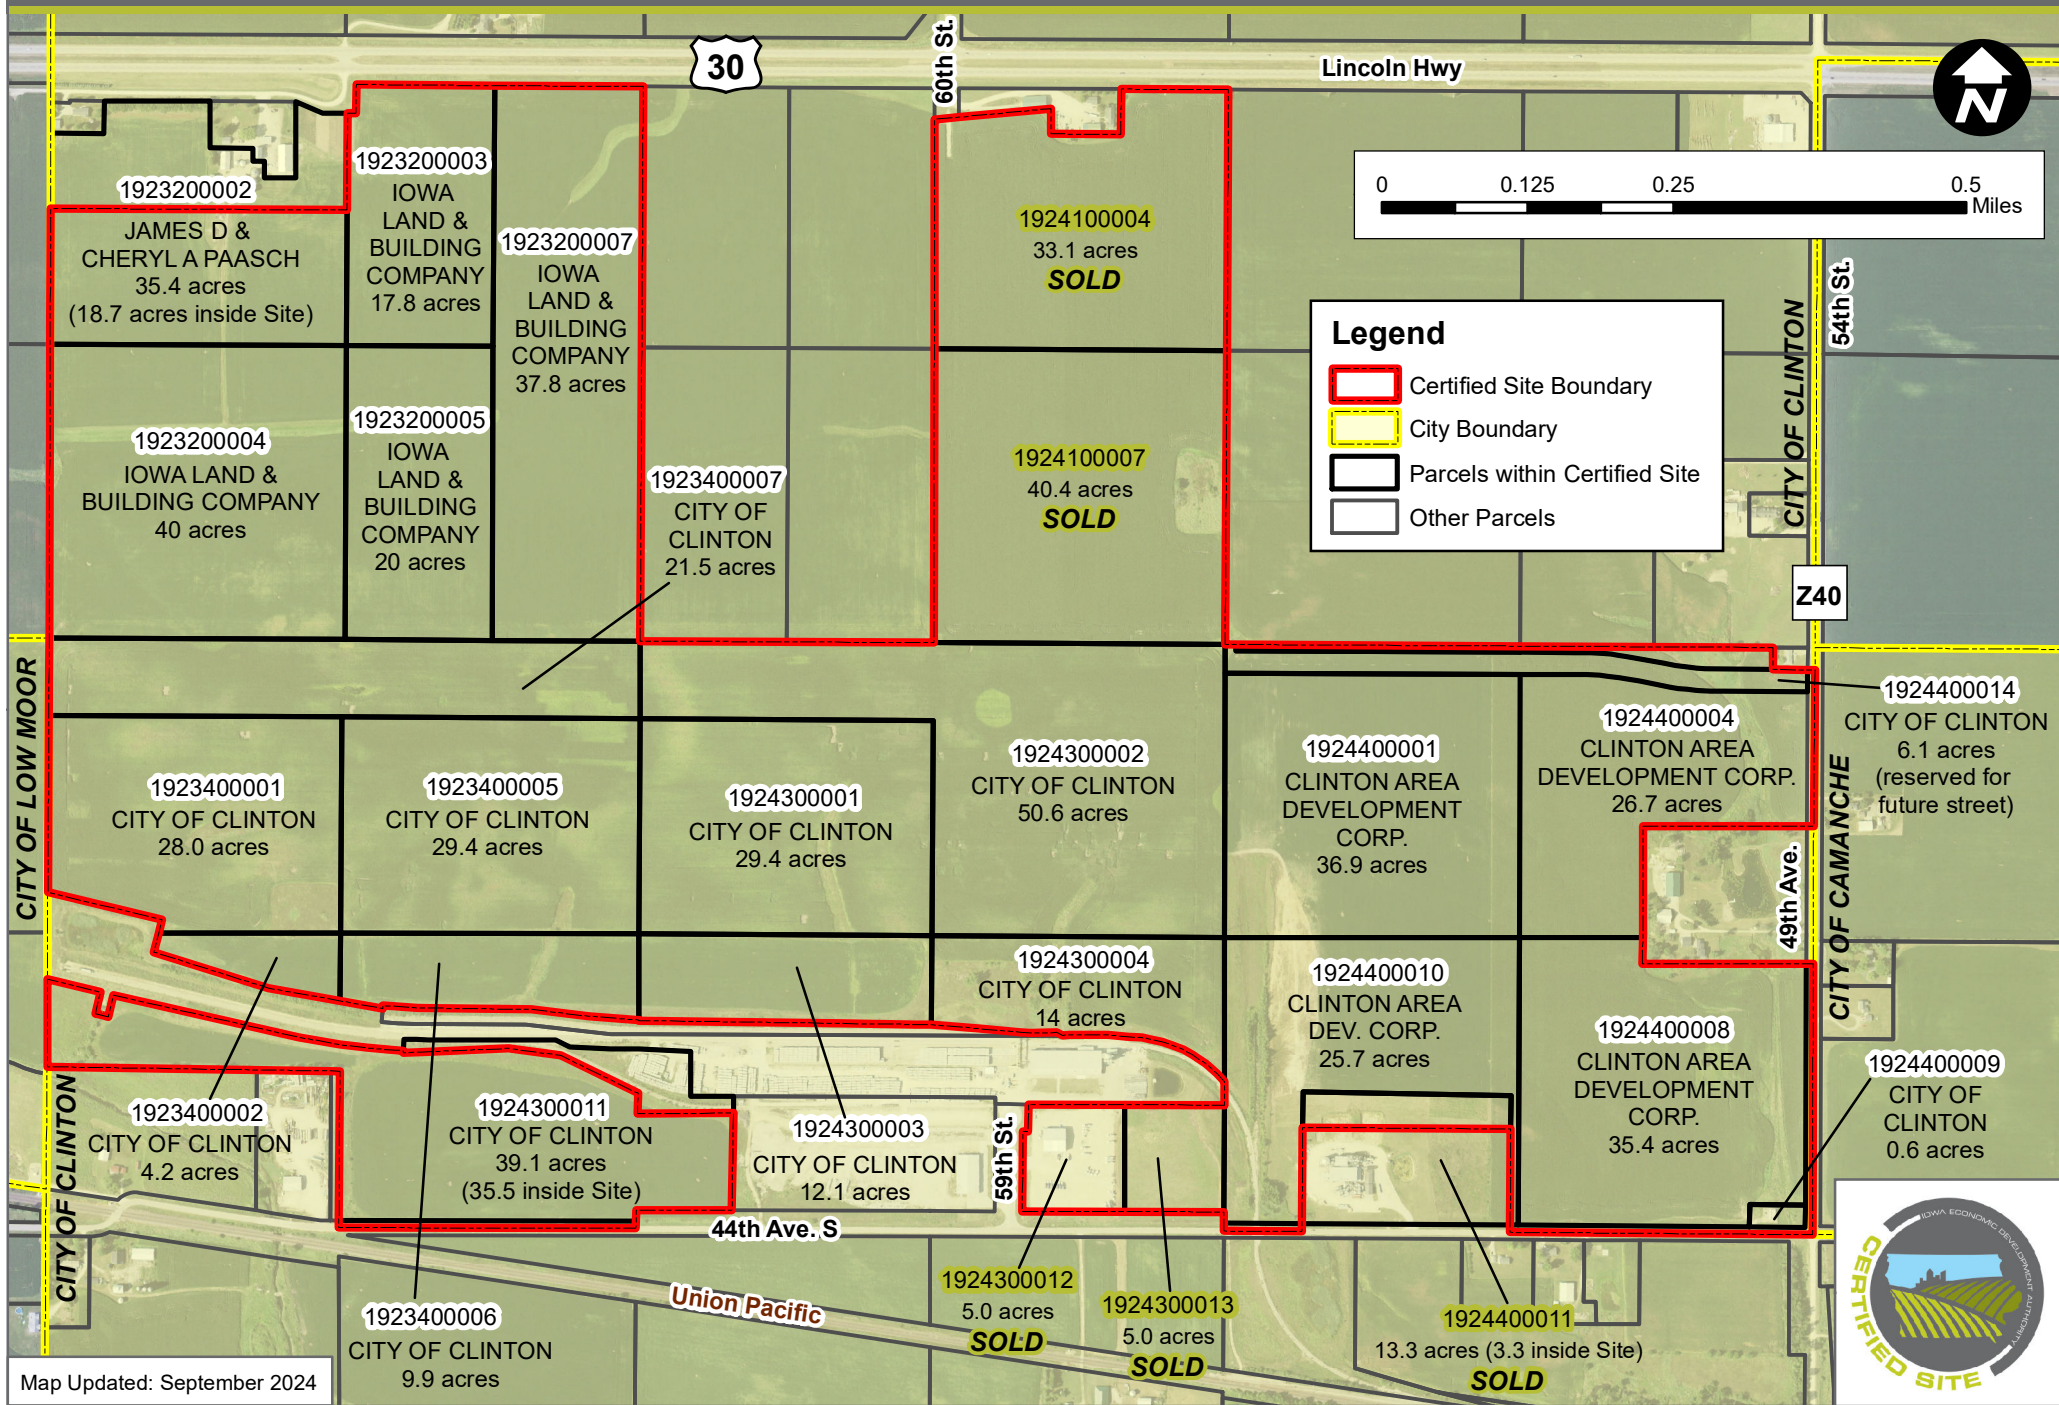 30
60th St.
Lincoln Hwy
N
0 0.125 0.25 0.5
Miles
1923200002
JAMES D &
CHERYL A PAASCH
35.4 acres
(18.7 acres inside Site)
1923200003
IOWA
LAND &
BUILDING
COMPANY
17.8 acres
1923200007
IOWA
LAND &
BUILDING
COMPANY
37.8 acres
1924100004
33.1 acres
SOLD
Legend
Certified Site Boundary
City Boundary
Parcels within Certified Site
Other Parcels
CITY OF CLINTON
54th St.
1923200004
IOWA LAND &
BUILDING COMPANY
40 acres
1923200005
IOWA
LAND &
BUILDING
COMPANY
20 acres
1923400007
CITY OF
CLINTON
21.5 acres
1924100007
40.4 acres
SOLD
Z40
CITY OF LOW MOOR
1923400001
CITY OF CLINTON
28.0 acres
1923400005
CITY OF CLINTON
29.4 acres
1924300001
CITY OF CLINTON
29.4 acres
1924300002
CITY OF CLINTON
50.6 acres
1924400001
CLINTON AREA
DEVELOPMENT
CORP.
36.9 acres
1924400004
CLINTON AREA
DEVELOPMENT CORP.
26.7 acres
1924400014
CITY OF CLINTON
6.1 acres
(reserved for
future street)
49th Ave.
CITY OF CAMANCHE
1924300004
CITY OF CLINTON
14 acres
1924400010
CLINTON AREA
DEV. CORP.
25.7 acres
1924400008
CLINTON AREA
DEVELOPMENT
CORP.
35.4 acres
1924400009
CITY OF
CLINTON
0.6 acres
CITY OF CLINTON
1923400002
CITY OF CLINTON
4.2 acres
1924300011
CITY OF CLINTON
39.1 acres
(35.5 inside Site)
1924300003
CITY OF CLINTON
12.1 acres
59th St.
44th Ave. S
Union Pacific
1923400006
CITY OF CLINTON
9.9 acres
1924300012
5.0 acres
SOLD
1924300013
5.0 acres
SOLD
1924400011
13.3 acres (3.3 inside Site)
SOLD
Map Updated: September 2024
IOWA ECONOMIC DEVELOPMENT AUTHORITY
CERTIFIED SITE